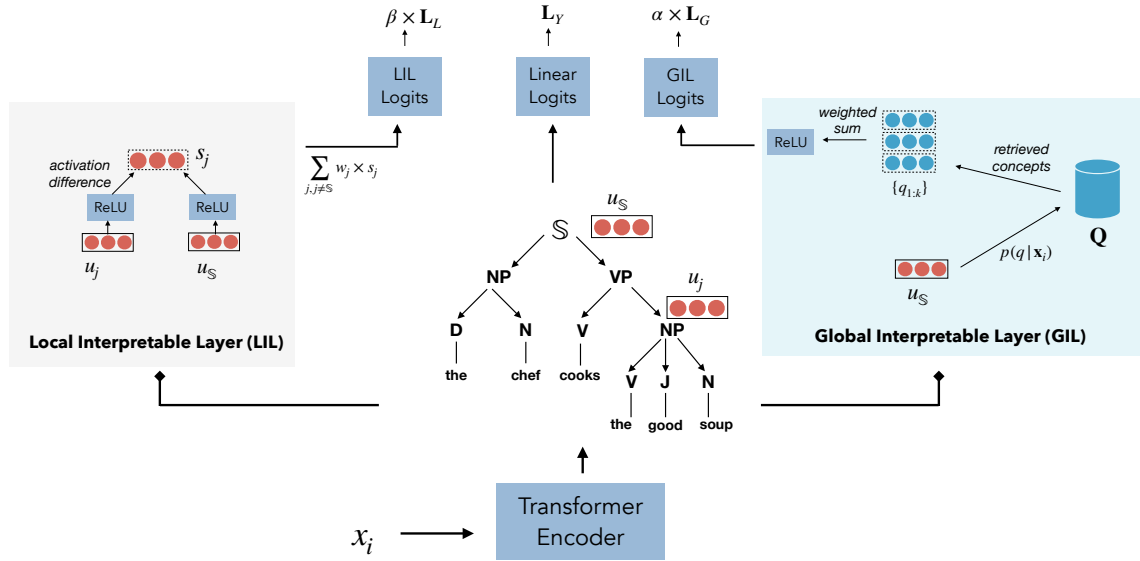 β × L_L
L_Y
α × L_G
LIL
Logits
Linear
Logits
GIL
Logits
activation
difference
s_j
ReLU
ReLU
u_j
u_𝕊
Local Interpretable Layer (LIL)
∑_{j, j≠𝕊} w_j × s_j
𝕊
u_𝕊
NP
VP
u_j
D
N
V
NP
the
chef
cooks
V
J
N
the
good
soup
ReLU
weighted
sum
{q_{1:k}}
retrieved
concepts
Q
p(q | x_i)
u_𝕊
Global Interpretable Layer (GIL)
x_i
Transformer
Encoder